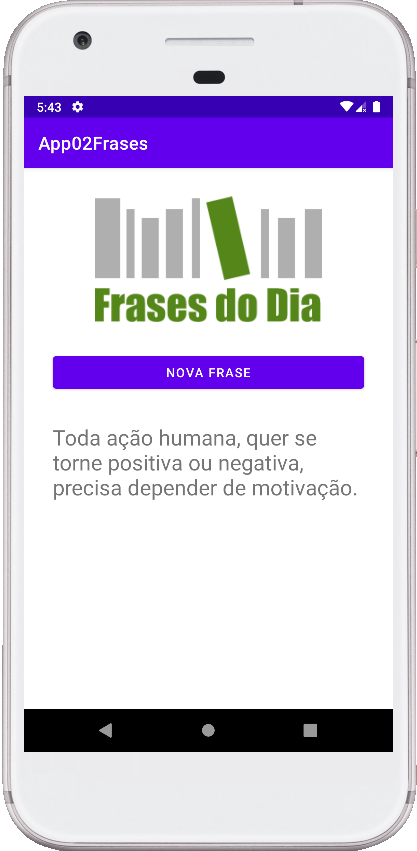 5:43
App02Frases
Frases do Dia
NOVA FRASE
Toda ação humana, quer se
torne positiva ou negativa,
precisa depender de motivação.